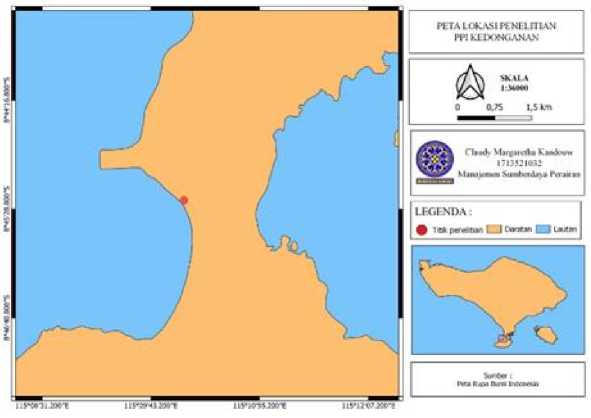 PETA LOKASI PENELITIAN
PPI KEDONGANAN
SKALA
1:36000
0 0,75 1,5 km
Claudy Margaretha Kandouw
1713521032
Manajemen Sumberdaya Perairan
LEGENDA :
Titik penelitian Daratan Lautan
Sumber :
Peta Rupa Bumi Indonesia
8°44'16.800"S
8°45'28.800"S
8°46'40.800"S
115°8'31.200"E 115°9'43.200"E 115°10'55.200"E 115°12'07.200"E